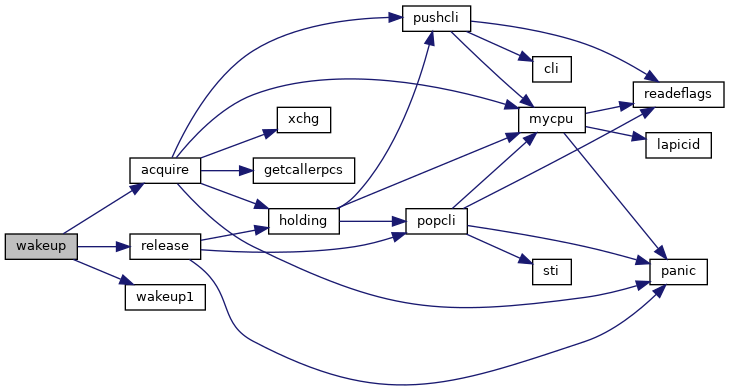 pushcli
cli
readeflags
xchg
mycpu
lapicid
acquire
getcallerpcs
holding
popcli
wakeup
release
sti
panic
wakeup1